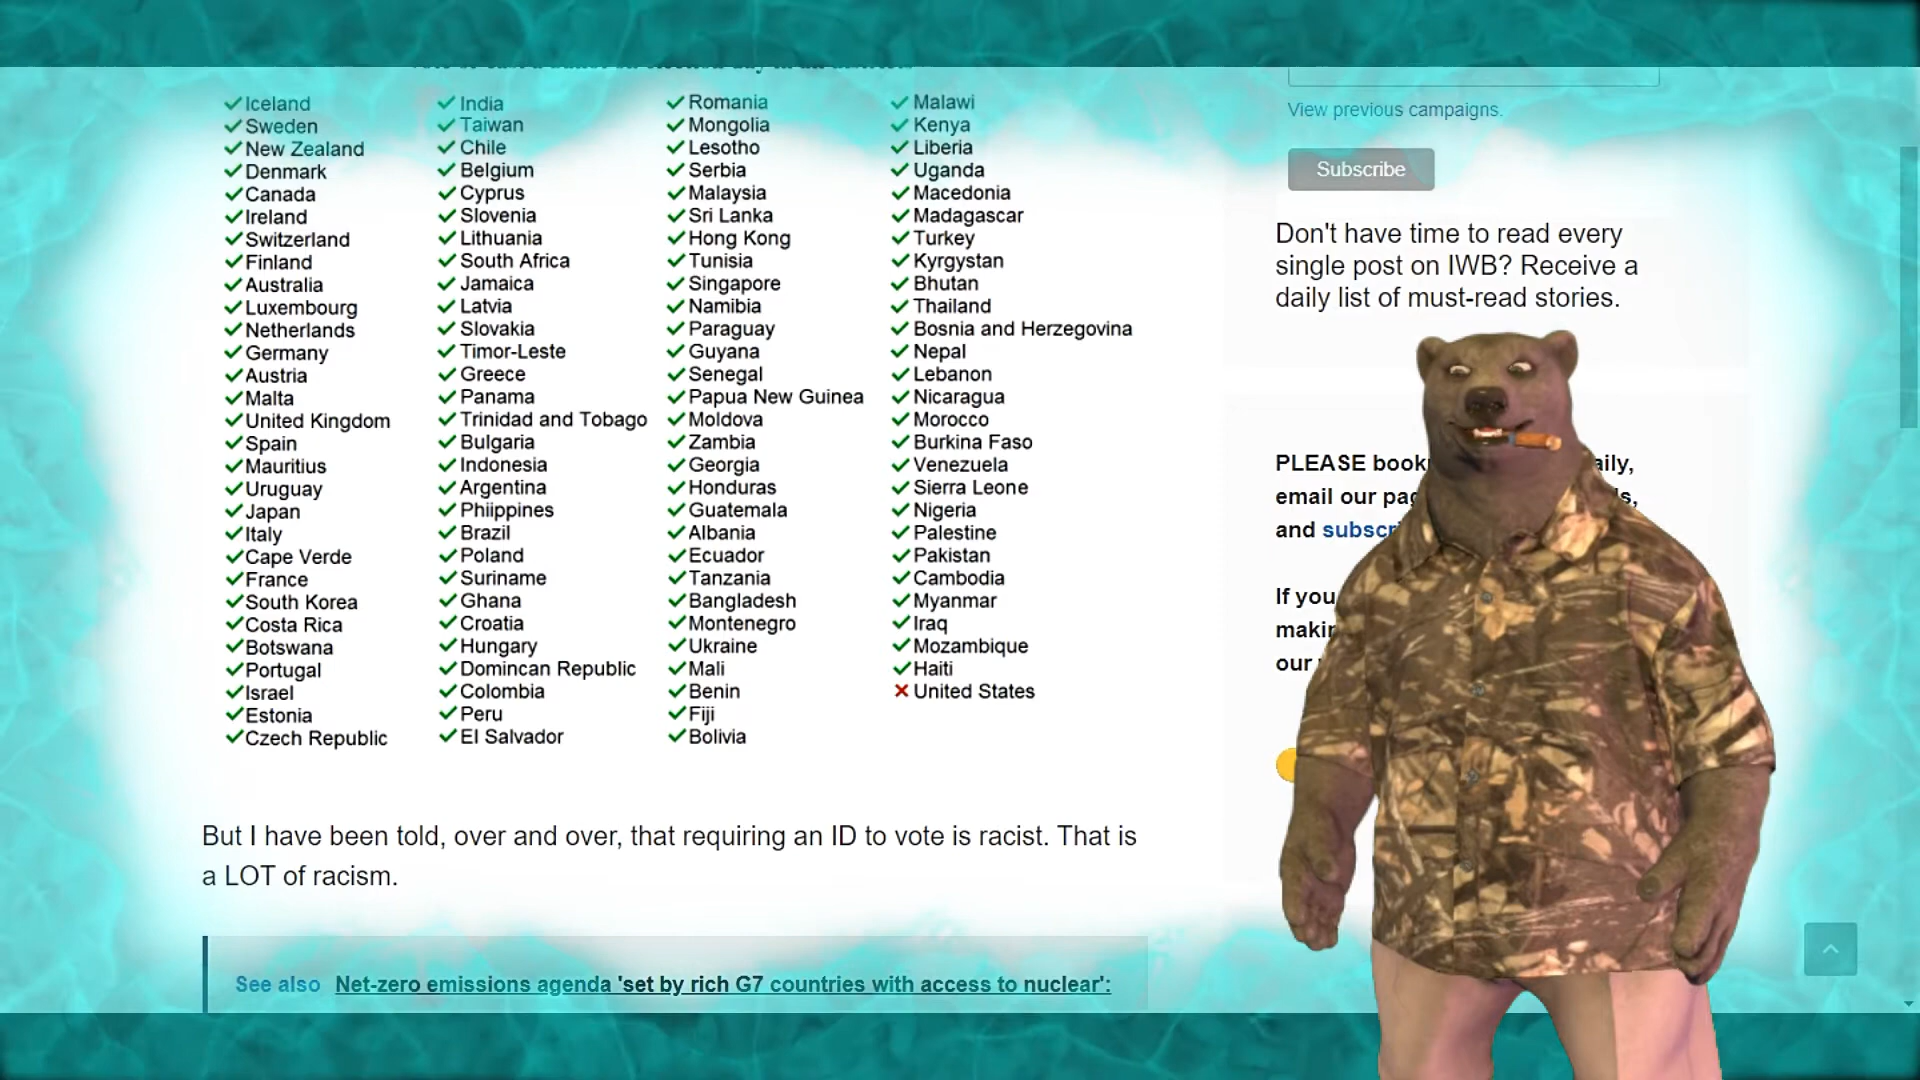 Iceland
Sweden
New Zealand
Denmark
Canada
Ireland
Switzerland
Finland
Australia
Luxembourg
Netherlands
Germany
Austria
Malta
United Kingdom
Spain
Mauritius
Uruguay
Japan
Italy
Cape Verde
France
South Korea
Costa Rica
Botswana
Portugal
Israel
Estonia
Czech Republic
India
Taiwan
Chile
Belgium
Cyprus
Slovenia
Lithuania
South Africa
Jamaica
Latvia
Slovakia
Timor-Leste
Greece
Panama
Trinidad and Tobago
Bulgaria
Indonesia
Argentina
Phiippines
Brazil
Poland
Suriname
Ghana
Croatia
Hungary
Domincan Republic
Colombia
Peru
El Salvador
Romania
Mongolia
Lesotho
Serbia
Malaysia
Sri Lanka
Hong Kong
Tunisia
Singapore
Namibia
Paraguay
Guyana
Senegal
Papua New Guinea
Moldova
Zambia
Georgia
Honduras
Guatemala
Albania
Ecuador
Tanzania
Bangladesh
Montenegro
Ukraine
Mali
Benin
Fiji
Bolivia
Malawi
Kenya
Liberia
Uganda
Macedonia
Madagascar
Turkey
Kyrgystan
Bhutan
Thailand
Bosnia and Herzegovina
Nepal
Lebanon
Nicaragua
Morocco
Burkina Faso
Venezuela
Sierra Leone
Nigeria
Palestine
Pakistan
Cambodia
Myanmar
Iraq
Mozambique
Haiti
United States
But I have been told, over and over, that requiring an ID to vote is racist. That is
a LOT of racism.
See also Net-zero emissions agenda 'set by rich G7 countries with access to nuclear':
View previous campaigns.
Subscribe
Don't have time to read every
single post on IWB? Receive a
daily list of must-read stories.
PLEASE
email our
and
If you
our